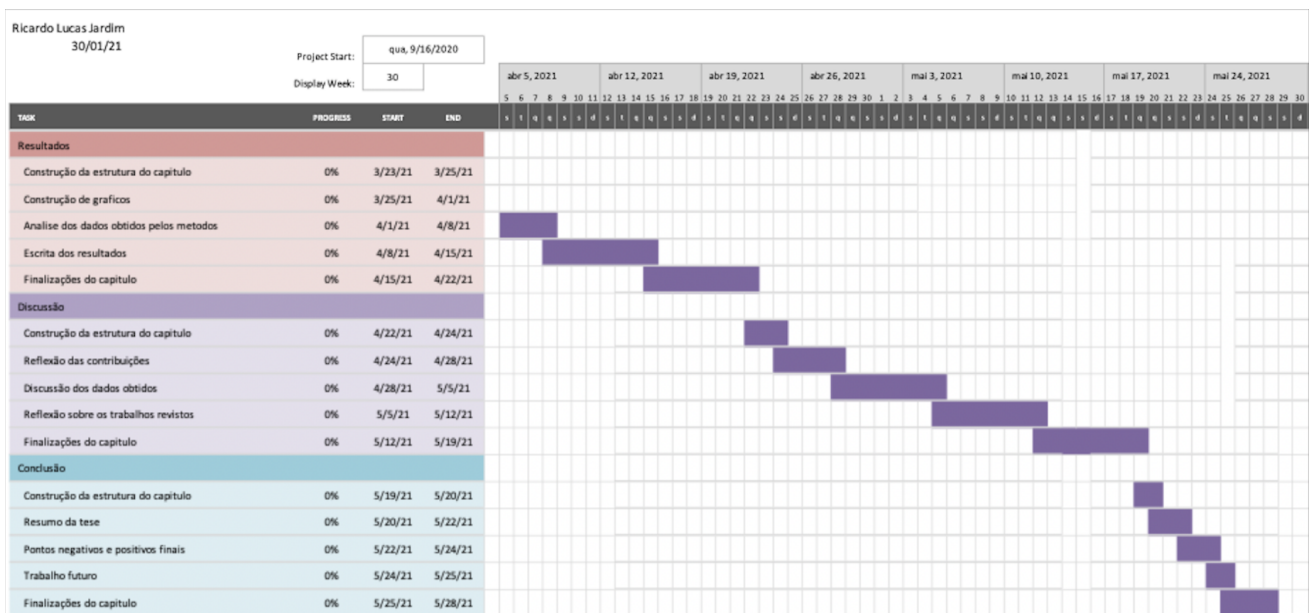 Ricardo Lucas Jardim
30/01/21
Project Start: qua, 9/16/2020
Display Week: 30
abr 5, 2021 abr 12, 2021 abr 19, 2021 abr 26, 2021 mai 3, 2021 mai 10, 2021 mai 17, 2021 mai 24, 2021
5 6 7 8 9 10 11 12 13 14 15 16 17 18 19 20 21 22 23 24 25 26 27 28 29 30 1 2 3 4 5 6 7 8 9 10 11 12 13 14 15 16 17 18 19 20 21 22 23 24 25 26 27 28 29 30
TASK PROGRESS START END s t q q s s d s t q q s s d s t q q s s d s t q q s s d s t q q s s d s t q q s s d s t q q s s d s t q q s s d
Resultados
Construção da estrutura do capitulo 0% 3/23/21 3/25/21
Construção de graficos 0% 3/25/21 4/1/21
Analise dos dados obtidos pelos metodos 0% 4/1/21 4/8/21
Escrita dos resultados 0% 4/8/21 4/15/21
Finalizações do capitulo 0% 4/15/21 4/22/21
Discussão
Construção da estrutura do capitulo 0% 4/22/21 4/24/21
Reflexão das contribuições 0% 4/24/21 4/28/21
Discussão dos dados obtidos 0% 4/28/21 5/5/21
Reflexão sobre os trabalhos revistos 0% 5/5/21 5/12/21
Finalizações do capitulo 0% 5/12/21 5/19/21
Conclusão
Construção da estrutura do capitulo 0% 5/19/21 5/20/21
Resumo da tese 0% 5/20/21 5/22/21
Pontos negativos e positivos finais 0% 5/22/21 5/24/21
Trabalho futuro 0% 5/24/21 5/25/21
Finalizações do capitulo 0% 5/25/21 5/28/21